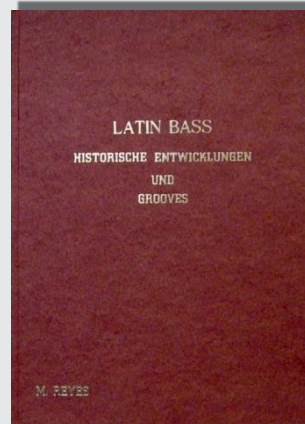 LATIN BASS
HISTORISCHE ENTWICKLUNGEN
UND
GROOVES
M. REYES